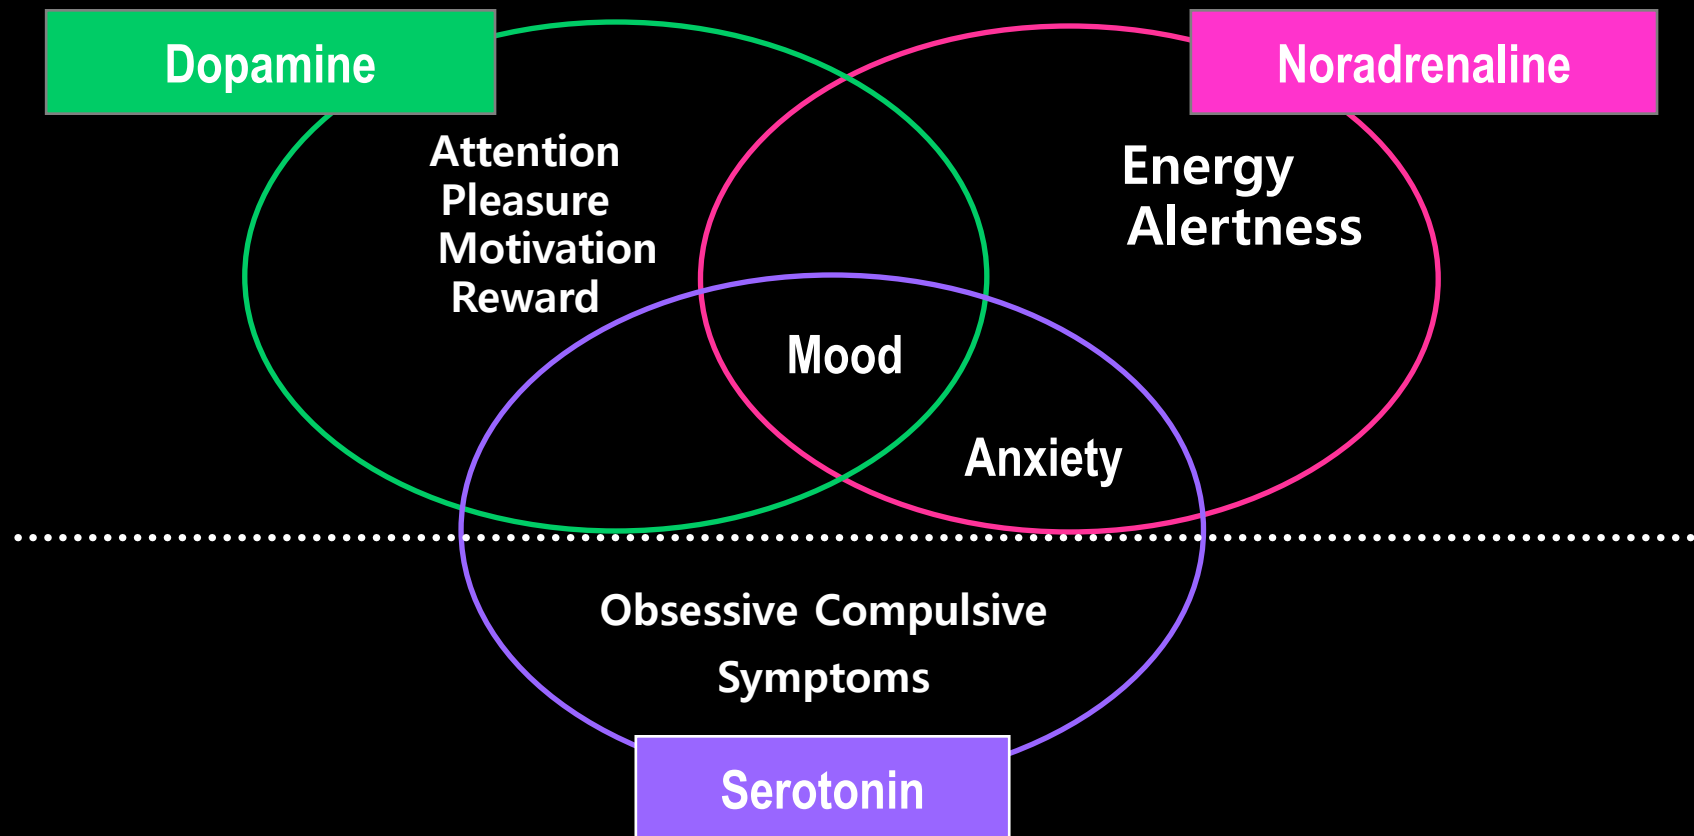 Dopamine
Noradrenaline
Attention
Pleasure
Motivation
Reward
Energy
Alertness
Mood
Anxiety
Obsessive Compulsive
Symptoms
Serotonin